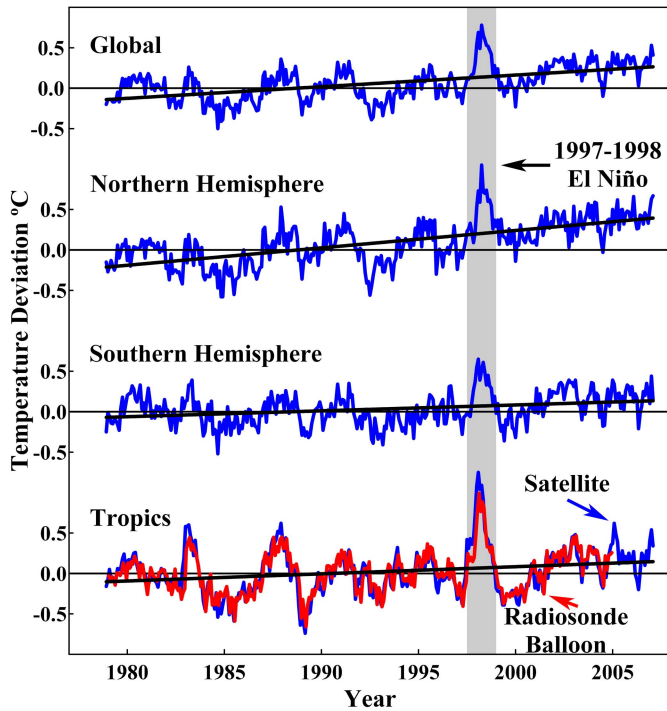 Global
0.5
0.0
-0.5
1997-1998
El Niño
Northern Hemisphere
0.5
0.0
-0.5
Southern Hemisphere
0.5
0.0
-0.5
Satellite
Tropics
0.5
0.0
-0.5
Radiosonde
Balloon
Temperature Deviation ºC
1980 1985 1990 1995 2000 2005
Year